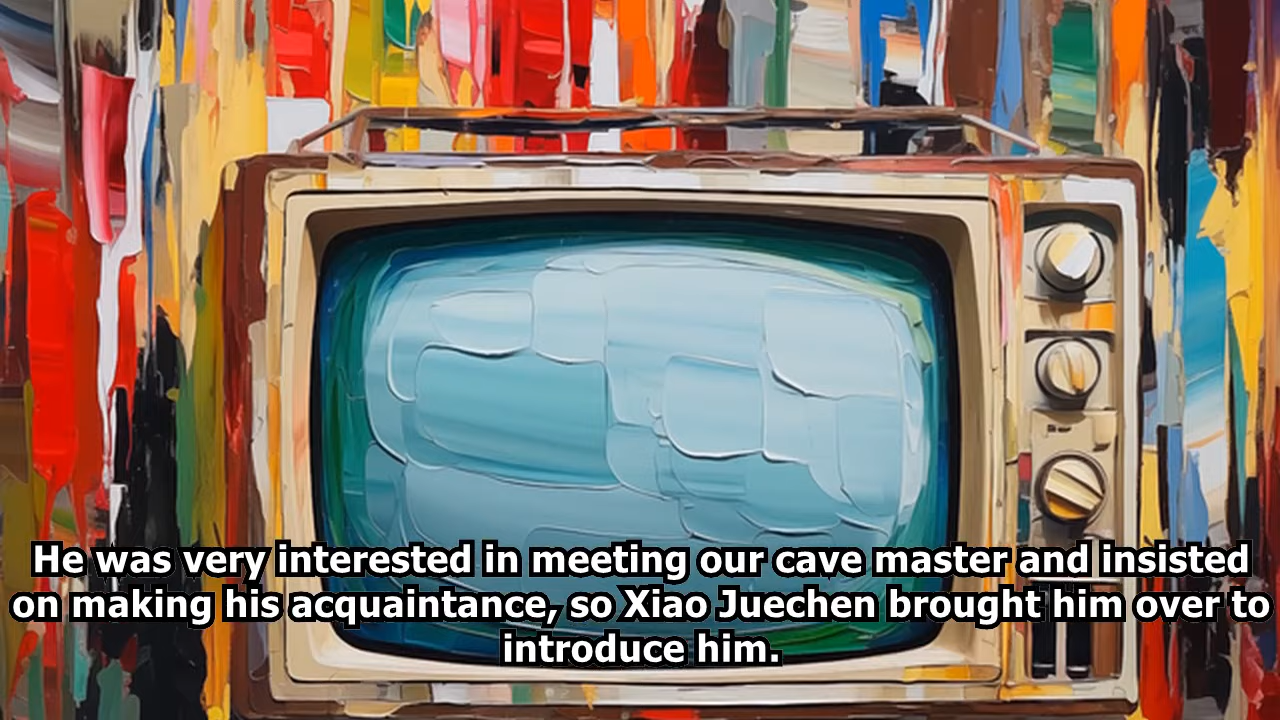 He was very interested in meeting our cave master and insisted
on making his acquaintance, so Xiao Juechen brought him over to
introduce him.